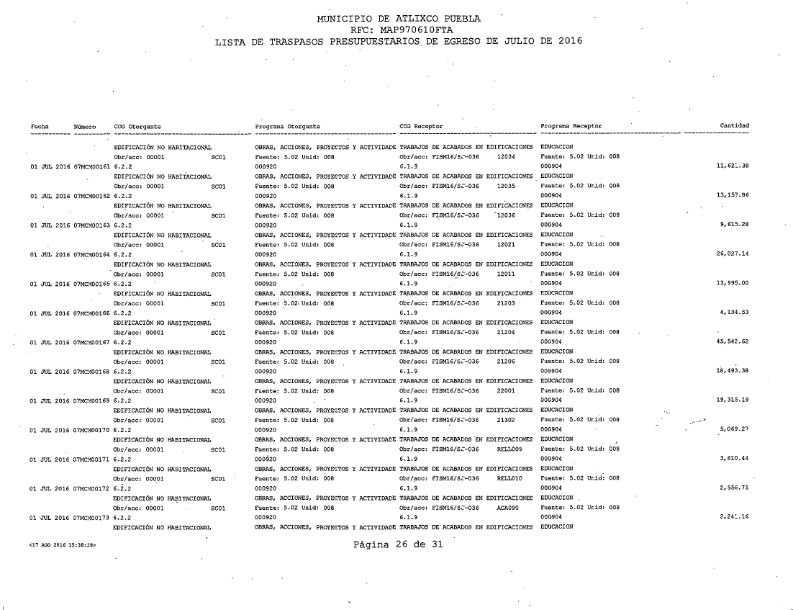 MUNICIPIO DE ATLIXCO PUEBLA
RFC: MAP970610FTA
LISTA DE TRASPASOS PRESUPUESTARIOS DE EGRESO DE JULIO DE 2016
Fecha Número COG Otorgante Programa Otorgante COG Receptor Programa Receptor Cantidad
EDIFICACIÓN NO HABITACIONAL OBRAS, ACCIONES, PROYECTOS Y ACTIVIDADE TRABAJOS DE ACABADOS EN EDIFICACIONES EDUCACION
Obr/acc: 00001 SC01 Fuente: 5.02 Unid: 008 Obr/acc: FISM16/SC-036 12034 Fuente: 5.02 Unid: 008
01 JUL 2016 07MCM00161 6.2.2 000920 6.1.9 000904 11,621.38
EDIFICACIÓN NO HABITACIONAL OBRAS, ACCIONES, PROYECTOS Y ACTIVIDADE TRABAJOS DE ACABADOS EN EDIFICACIONES EDUCACION
Obr/acc: 00001 SC01 Fuente: 5.02 Unid: 008 Obr/acc: FISM16/SC-036 12035 Fuente: 5.02 Unid: 008
01 JUL 2016 07MCM00162 6.2.2 000920 6.1.9 000904 13,157.86
EDIFICACIÓN NO HABITACIONAL OBRAS, ACCIONES, PROYECTOS Y ACTIVIDADE TRABAJOS DE ACABADOS EN EDIFICACIONES EDUCACION
Obr/acc: 00001 SC01 Fuente: 5.02 Unid: 008 Obr/acc: FISM16/SC-036 12036 Fuente: 5.02 Unid: 008
01 JUL 2016 07MCM00163 6.2.2 000920 6.1.9 000904 9,615.28
EDIFICACIÓN NO HABITACIONAL OBRAS, ACCIONES, PROYECTOS Y ACTIVIDADE TRABAJOS DE ACABADOS EN EDIFICACIONES EDUCACION
Obr/acc: 00001 SC01 Fuente: 5.02 Unid: 008 Obr/acc: FISM16/SC-036 12021 Fuente: 5.02 Unid: 008
01 JUL 2016 07MCM00164 6.2.2 000920 6.1.9 000904 26,027.14
EDIFICACIÓN NO HABITACIONAL OBRAS, ACCIONES, PROYECTOS Y ACTIVIDADE TRABAJOS DE ACABADOS EN EDIFICACIONES EDUCACION
Obr/acc: 00001 SC01 Fuente: 5.02 Unid: 008 Obr/acc: FISM16/SC-036 12011 Fuente: 5.02 Unid: 008
01 JUL 2016 07MCM00165 6.2.2 000920 6.1.9 000904 13,995.00
EDIFICACIÓN NO HABITACIONAL OBRAS, ACCIONES, PROYECTOS Y ACTIVIDADE TRABAJOS DE ACABADOS EN EDIFICACIONES EDUCACION
Obr/acc: 00001 SC01 Fuente: 5.02 Unid: 008 Obr/acc: FISM16/SC-036 21203 Fuente: 5.02 Unid: 008
01 JUL 2016 07MCM00166 6.2.2 000920 6.1.9 000904 4,134.53
EDIFICACIÓN NO HABITACIONAL OBRAS, ACCIONES, PROYECTOS Y ACTIVIDADE TRABAJOS DE ACABADOS EN EDIFICACIONES EDUCACION
Obr/acc: 00001 SC01 Fuente: 5.02 Unid: 008 Obr/acc: FISM16/SC-036 21204 Fuente: 5.02 Unid: 008
01 JUL 2016 07MCM00167 6.2.2 000920 6.1.9 000904 45,542.62
EDIFICACIÓN NO HABITACIONAL OBRAS, ACCIONES, PROYECTOS Y ACTIVIDADE TRABAJOS DE ACABADOS EN EDIFICACIONES EDUCACION
Obr/acc: 00001 SC01 Fuente: 5.02 Unid: 008 Obr/acc: FISM16/SC-036 21206 Fuente: 5.02 Unid: 008
01 JUL 2016 07MCM00168 6.2.2 000920 6.1.9 000904 18,493.38
EDIFICACIÓN NO HABITACIONAL OBRAS, ACCIONES, PROYECTOS Y ACTIVIDADE TRABAJOS DE ACABADOS EN EDIFICACIONES EDUCACION
Obr/acc: 00001 SC01 Fuente: 5.02 Unid: 008 Obr/acc: FISM16/SC-036 22001 Fuente: 5.02 Unid: 008
01 JUL 2016 07MCM00169 6.2.2 000920 6.1.9 000904 19,315.19
EDIFICACIÓN NO HABITACIONAL OBRAS, ACCIONES, PROYECTOS Y ACTIVIDADE TRABAJOS DE ACABADOS EN EDIFICACIONES EDUCACION
Obr/acc: 00001 SC01 Fuente: 5.02 Unid: 008 Obr/acc: FISM16/SC-036 21302 Fuente: 5.02 Unid: 008
01 JUL 2016 07MCM00170 6.2.2 000920 6.1.9 000904 5,069.27
EDIFICACIÓN NO HABITACIONAL OBRAS, ACCIONES, PROYECTOS Y ACTIVIDADE TRABAJOS DE ACABADOS EN EDIFICACIONES EDUCACION
Obr/acc: 00001 SC01 Fuente: 5.02 Unid: 008 Obr/acc: FISM16/SC-036 RELLO09 Fuente: 5.02 Unid: 008
01 JUL 2016 07MCM00171 6.2.2 000920 6.1.9 000904 3,610.44
EDIFICACIÓN NO HABITACIONAL OBRAS, ACCIONES, PROYECTOS Y ACTIVIDADE TRABAJOS DE ACABADOS EN EDIFICACIONES EDUCACION
Obr/acc: 00001 SC01 Fuente: 5.02 Unid: 008 Obr/acc: FISM16/SC-036 RELLO10 Fuente: 5.02 Unid: 008
01 JUL 2016 07MCM00172 6.2.2 000920 6.1.9 000904 2,556.75
EDIFICACIÓN NO HABITACIONAL OBRAS, ACCIONES, PROYECTOS Y ACTIVIDADE TRABAJOS DE ACABADOS EN EDIFICACIONES EDUCACION
Obr/acc: 00001 SC01 Fuente: 5.02 Unid: 008 Obr/acc: FISM16/SC-036 ACA090 Fuente: 5.02 Unid: 008
01 JUL 2016 07MCM00173 6.2.2 000920 6.1.9 000904 2,241.16
EDIFICACIÓN NO HABITACIONAL OBRAS, ACCIONES, PROYECTOS Y ACTIVIDADE TRABAJOS DE ACABADOS EN EDIFICACIONES EDUCACION
<17 AGO 2016 15:38:38> Página 26 de 31